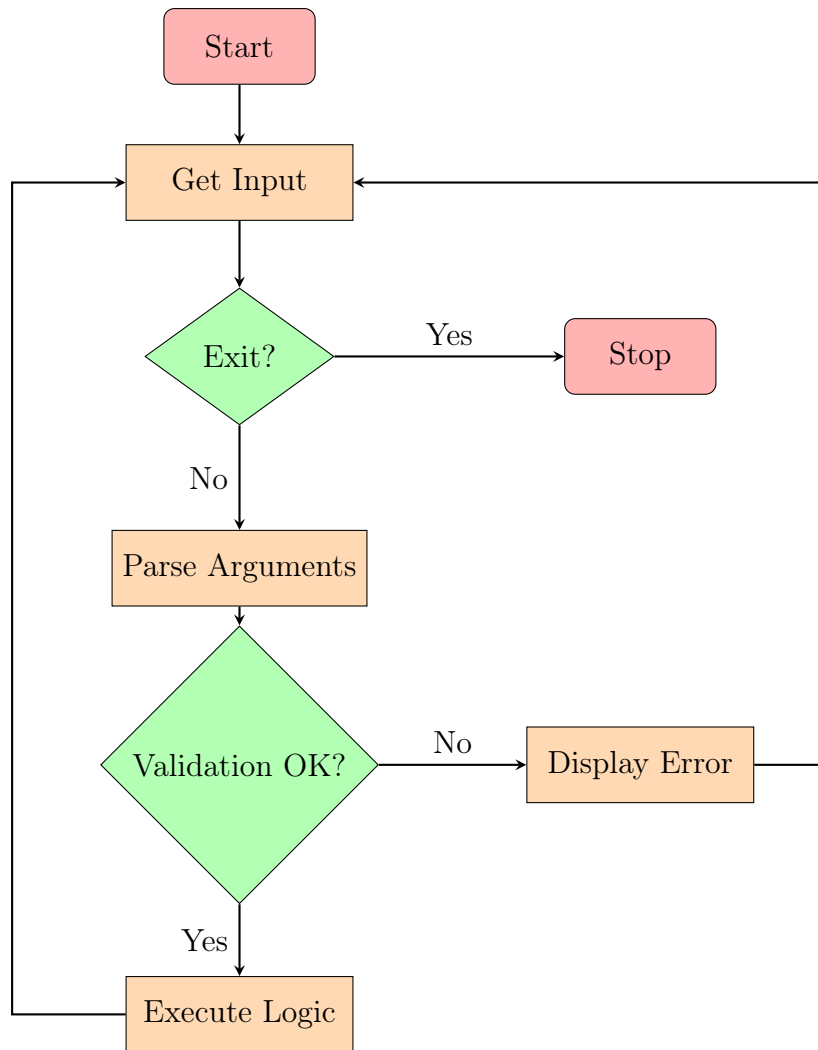 Start
Get Input
Exit?
Yes
Stop
No
Parse Arguments
Validation OK?
No
Display Error
Yes
Execute Logic